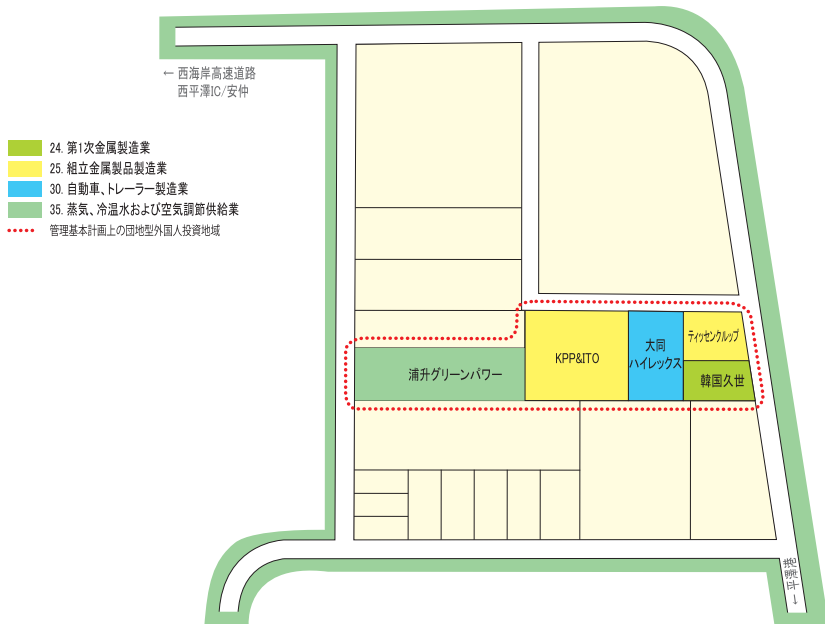 ← 西海岸高速道路
西平澤IC/安仲
24. 第1次金属製造業
25. 組立金属製品製造業
30. 自動車、トレーラー製造業
35. 蒸気、冷温水および空気調節供給業
管理基本計画上の団地型外国人投資地域
浦升グリーンパワー
KPP&ITO
大同
ハイレックス
ティッセンクルップ
韓国久世
← 平澤港